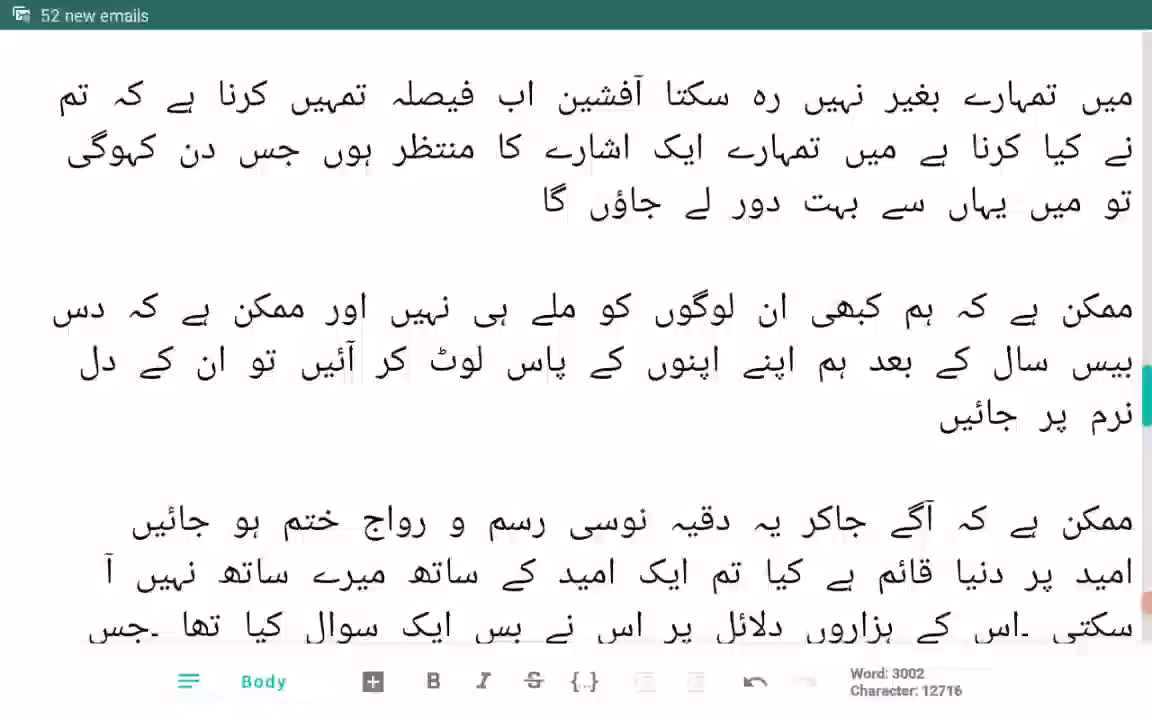 52 new emails
میں تمہارے بغیر نہیں رہ سکتا آفشین اب فیصلہ تمہیں کرنا ہے کہ تم
نے کیا کرنا ہے میں تمہارے ایک اشارے کا منتظر ہوں جس دن کہوگی
تو میں یہاں سے بہت دور لے جاؤں گا
ممکن ہے کہ ہم کبھی ان لوگوں کو ملے ہی نہیں اور ممکن ہے کہ دس
بیس سال کے بعد ہم اپنے اپنوں کے پاس لوٹ کر آئیں تو ان کے دل
نرم پر جائیں
ممکن ہے کہ آگے جاکر یہ دقیہ نوسی رسم و رواج ختم ہو جائیں
امید پر دنیا قائم ہے کیا تم ایک امید کے ساتھ میرے ساتھ نہیں آ
سکتی ۔اس کے ہزاروں دلائل پر اس نے بس ایک سوال کیا تھا ۔جس
Body
B I S {...}
Word: 3002
Character: 12716